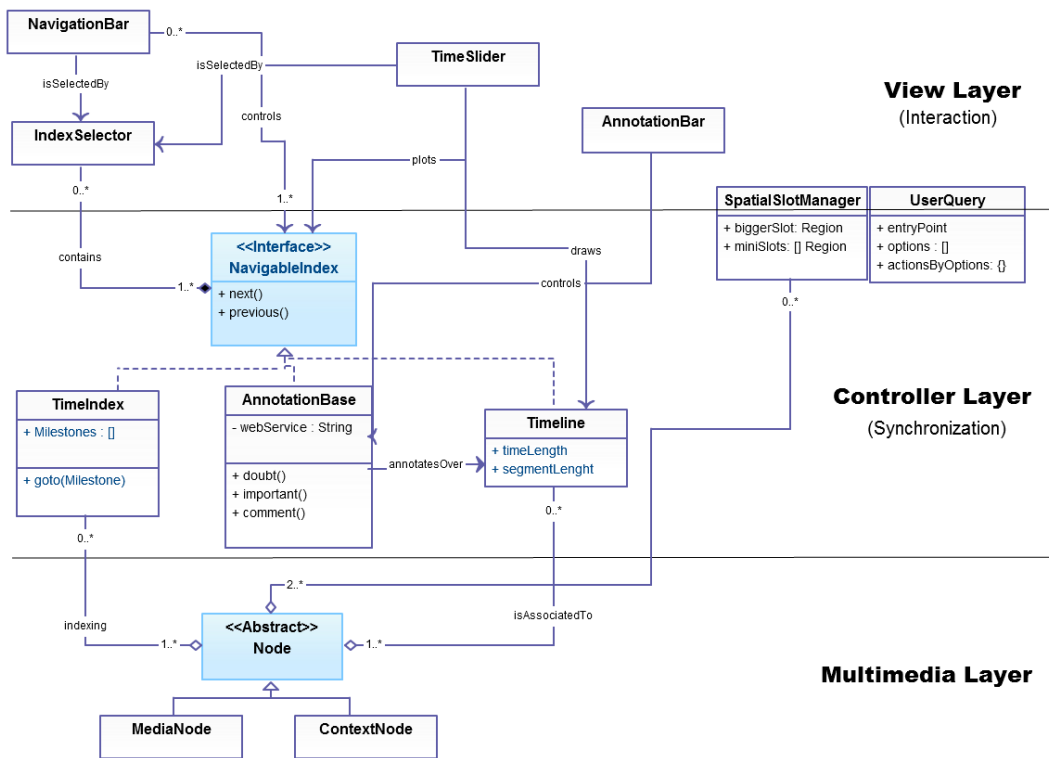 NavigationBar
0..*
TimeSlider
isSelectedBy
isSelectedBy
View Layer
(Interaction)
controls
AnnotationBar
IndexSelector
plots
0..*
1..*
SpatialSlotManager
+ biggerSlot: Region
+ miniSlots: [] Region
UserQuery
+ entryPoint
+ options : []
+ actionsByOptions: {}
<<Interface>>
NavigableIndex
+ next()
+ previous()
contains
draws
controls
1..*
0..*
TimeIndex
+ Milestones : []
+ goto(Milestone)
AnnotationBase
- webService : String
+ doubt()
+ important()
+ comment()
annotatesOver
Timeline
+ timeLength
+ segmentLenght
Controller Layer
(Synchronization)
0..*
0..*
2..*
indexing
isAssociatedTo
<<Abstract>>
Node
1..*
1..*
Multimedia Layer
MediaNode
ContextNode